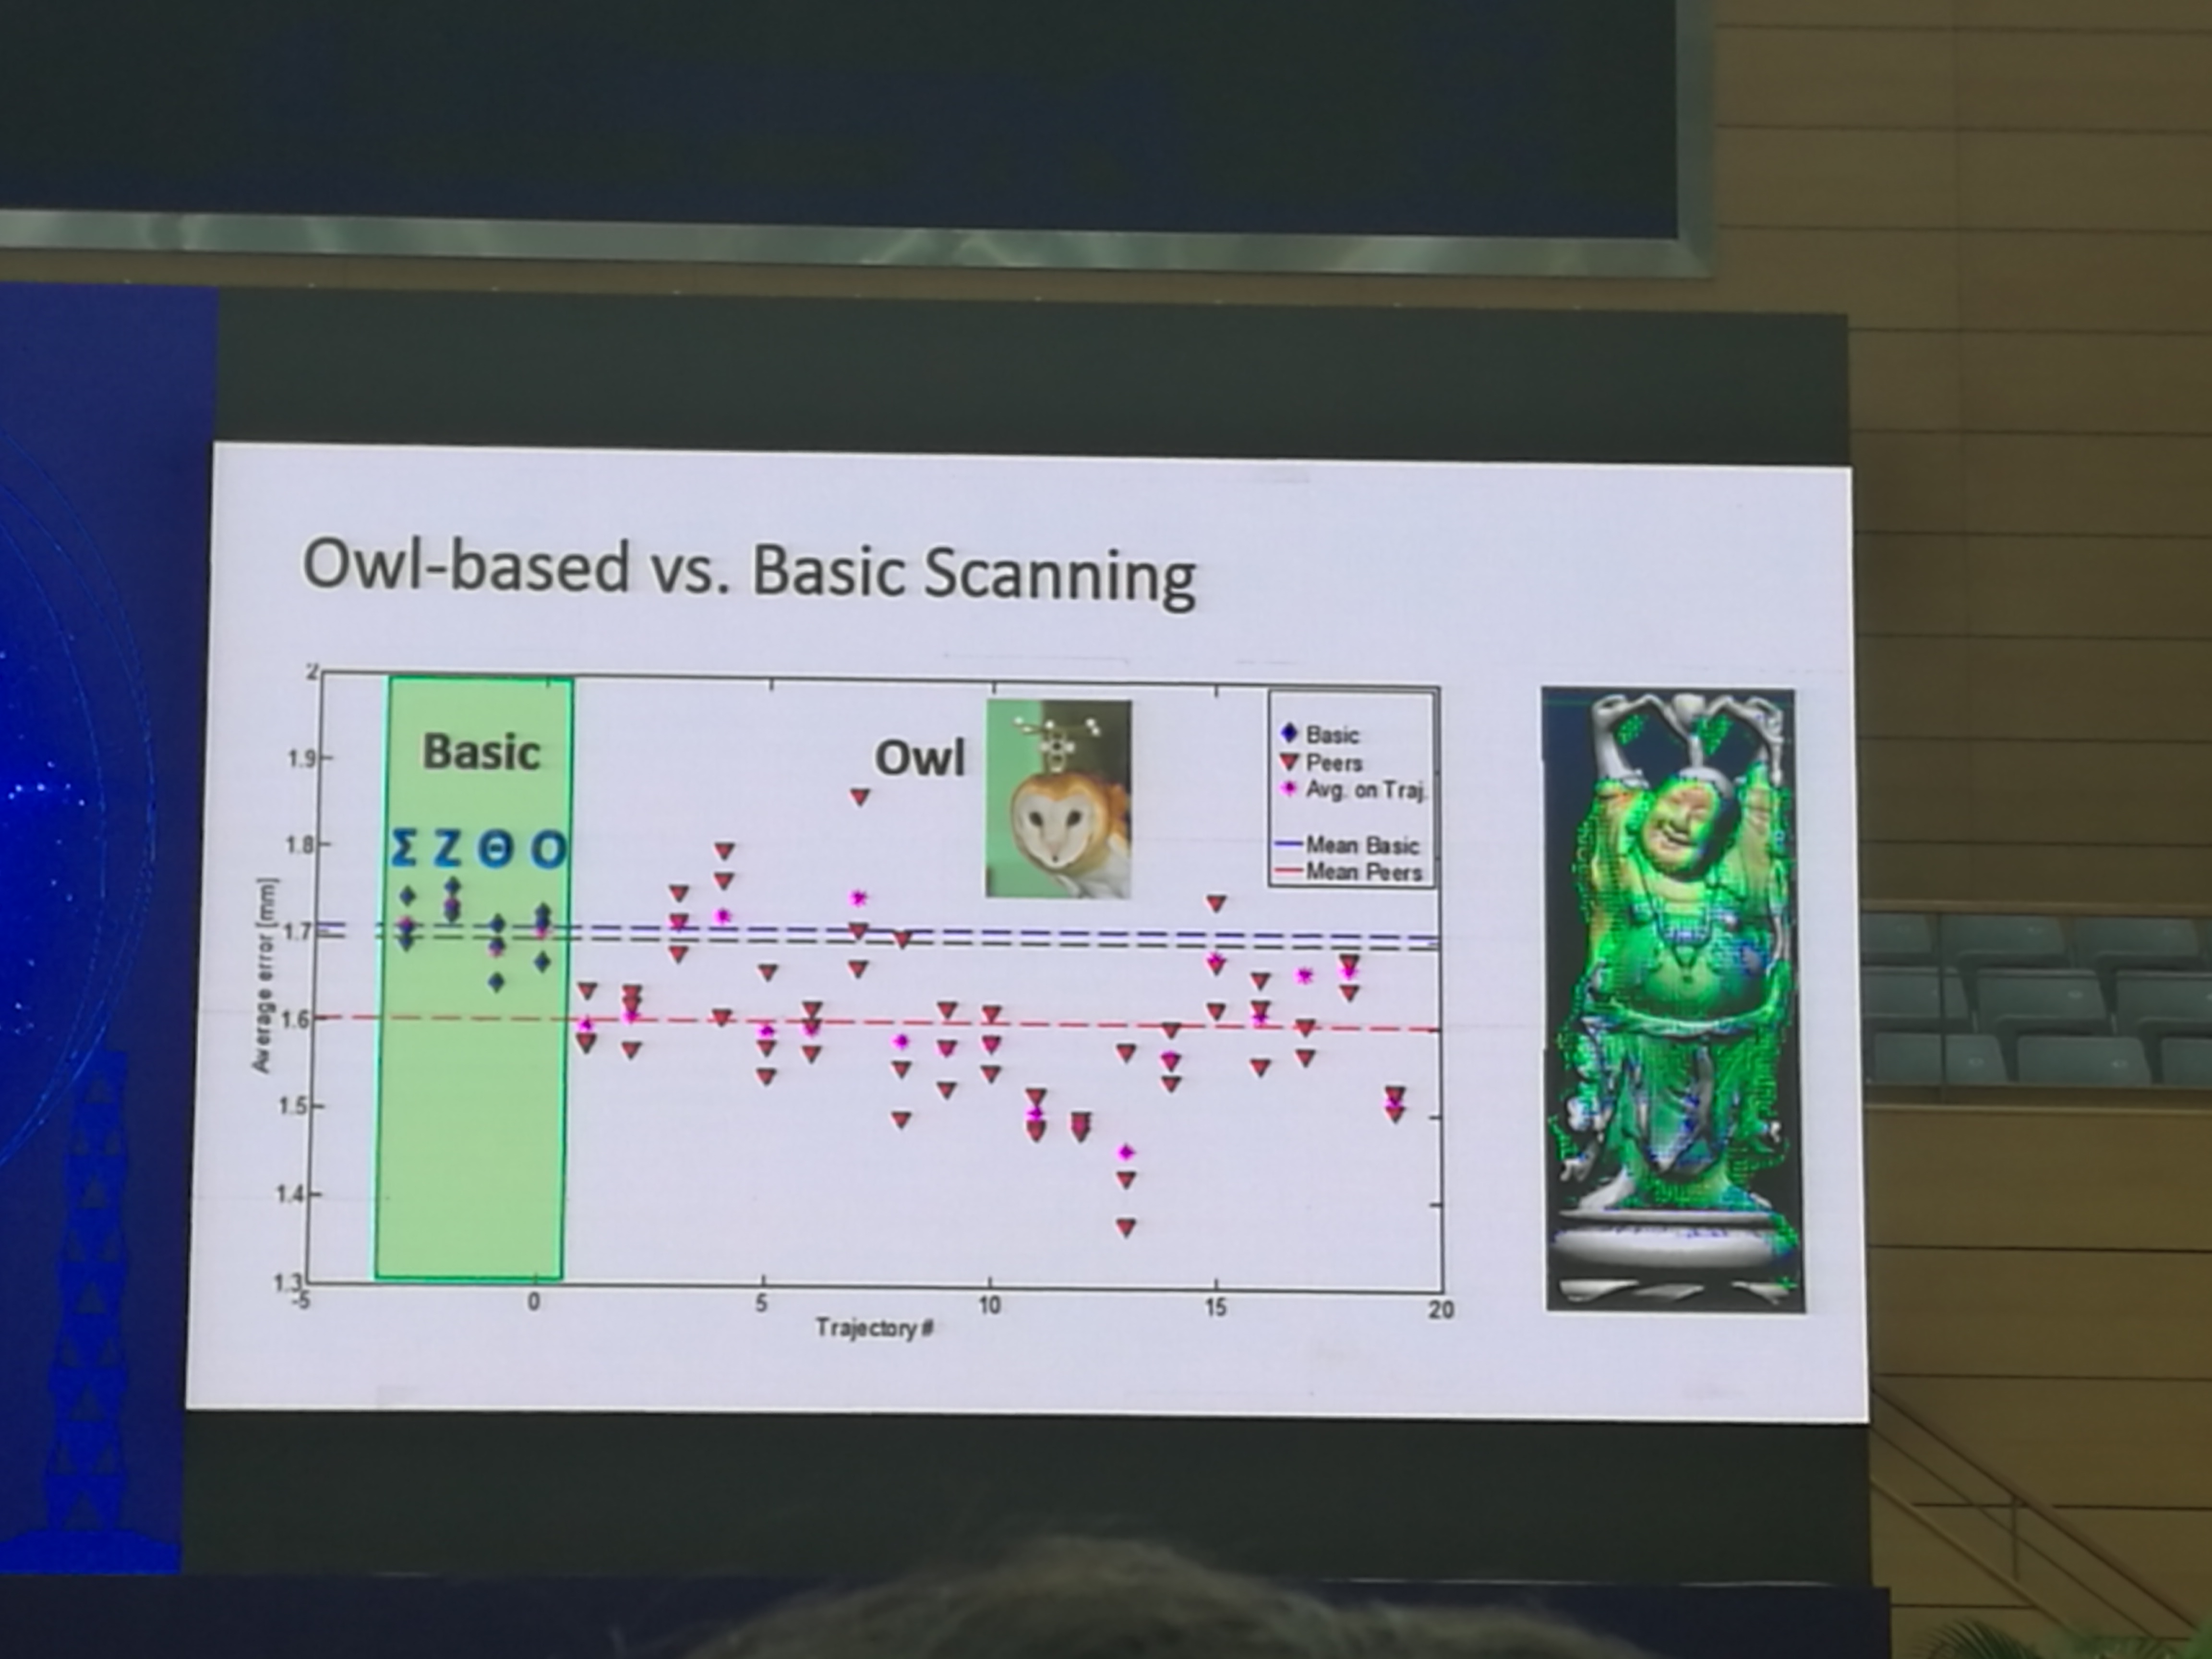 Owl-based vs. Basic Scanning
2
1.9
1.8
1.7
1.6
1.5
1.4
1.3
Average error [mm]
Basic
Σ Z Θ O
Owl
Basic
Peers
Avg. on Traj.
Mean Basic
Mean Peers
-5 0 5 10 15 20
Trajectory #